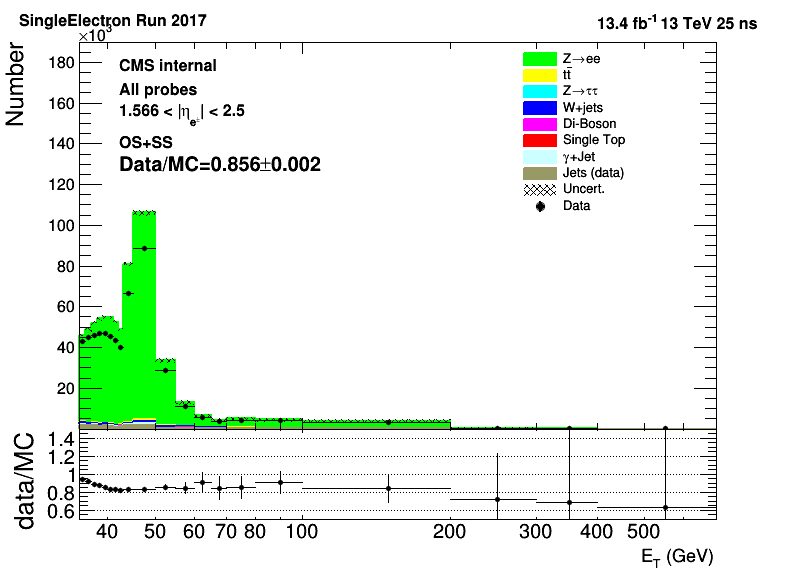 SingleElectron Run 2017
13.4 fb⁻¹ 13 TeV 25 ns
×10³
Number
CMS internal
All probes
1.566 < |η_e±| < 2.5
OS+SS
Data/MC=0.856±0.002
Z→ee
tt̄
Z→ττ
W+jets
Di-Boson
Single Top
γ+Jet
Jets (data)
Uncert.
Data
180
160
140
120
100
80
60
40
20
data/MC
1.4
1.2
1
0.8
0.6
40 50 60 70 80 100 200 300 400 500
E_T (GeV)